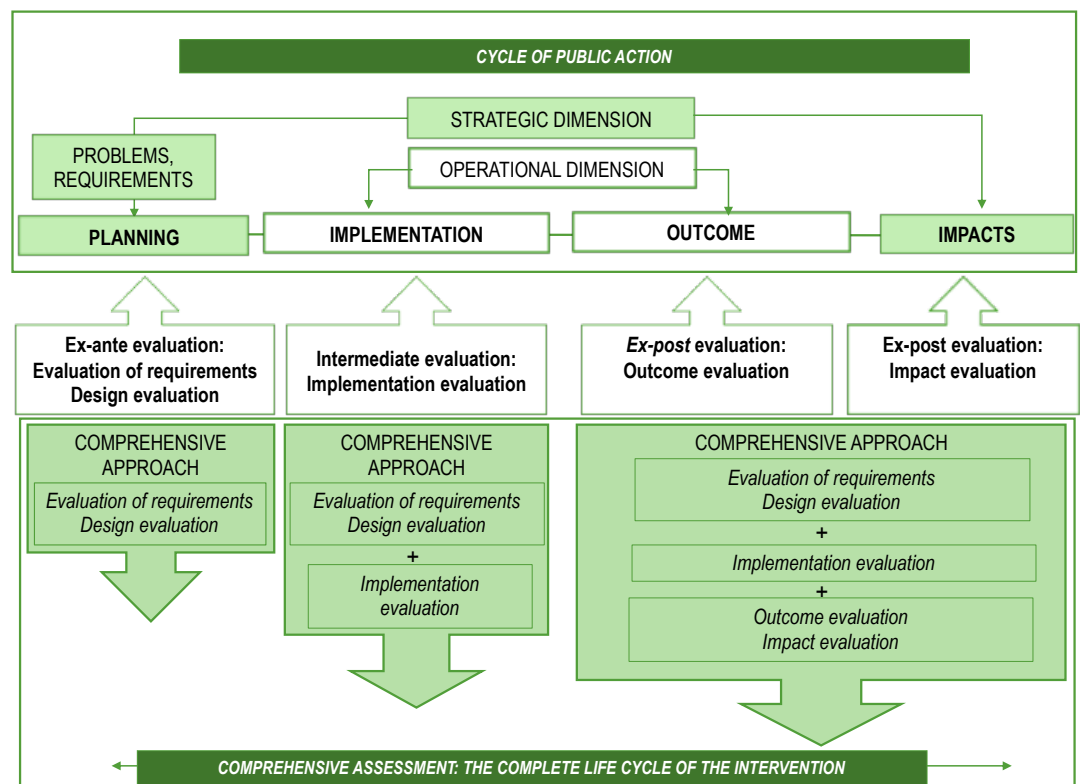 CYCLE OF PUBLIC ACTION
STRATEGIC DIMENSION
PROBLEMS,
REQUIREMENTS
OPERATIONAL DIMENSION
PLANNING
IMPLEMENTATION
OUTCOME
IMPACTS
Ex-ante evaluation:
Evaluation of requirements
Design evaluation
Intermediate evaluation:
Implementation evaluation
Ex-post evaluation:
Outcome evaluation
Ex-post evaluation:
Impact evaluation
COMPREHENSIVE
APPROACH
Evaluation of requirements
Design evaluation
COMPREHENSIVE
APPROACH
Evaluation of requirements
Design evaluation
+
Implementation
evaluation
COMPREHENSIVE APPROACH
Evaluation of requirements
Design evaluation
+
Implementation evaluation
+
Outcome evaluation
Impact evaluation
COMPREHENSIVE ASSESSMENT: THE COMPLETE LIFE CYCLE OF THE INTERVENTION